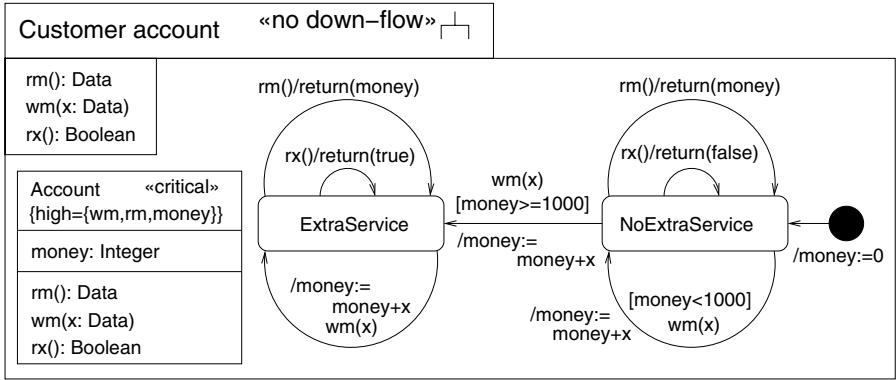 Customer account «no down−flow»
rm(): Data
wm(x: Data)
rx(): Boolean
Account «critical»
{high={wm,rm,money}}
money: Integer
rm(): Data
wm(x: Data)
rx(): Boolean
rm()/return(money)
rx()/return(true)
ExtraService
/money:=
money+x
wm(x)
wm(x)
[money>=1000]
/money:=
money+x
rm()/return(money)
rx()/return(false)
NoExtraService
[money<1000]
wm(x)
/money:=
money+x
/money:=0